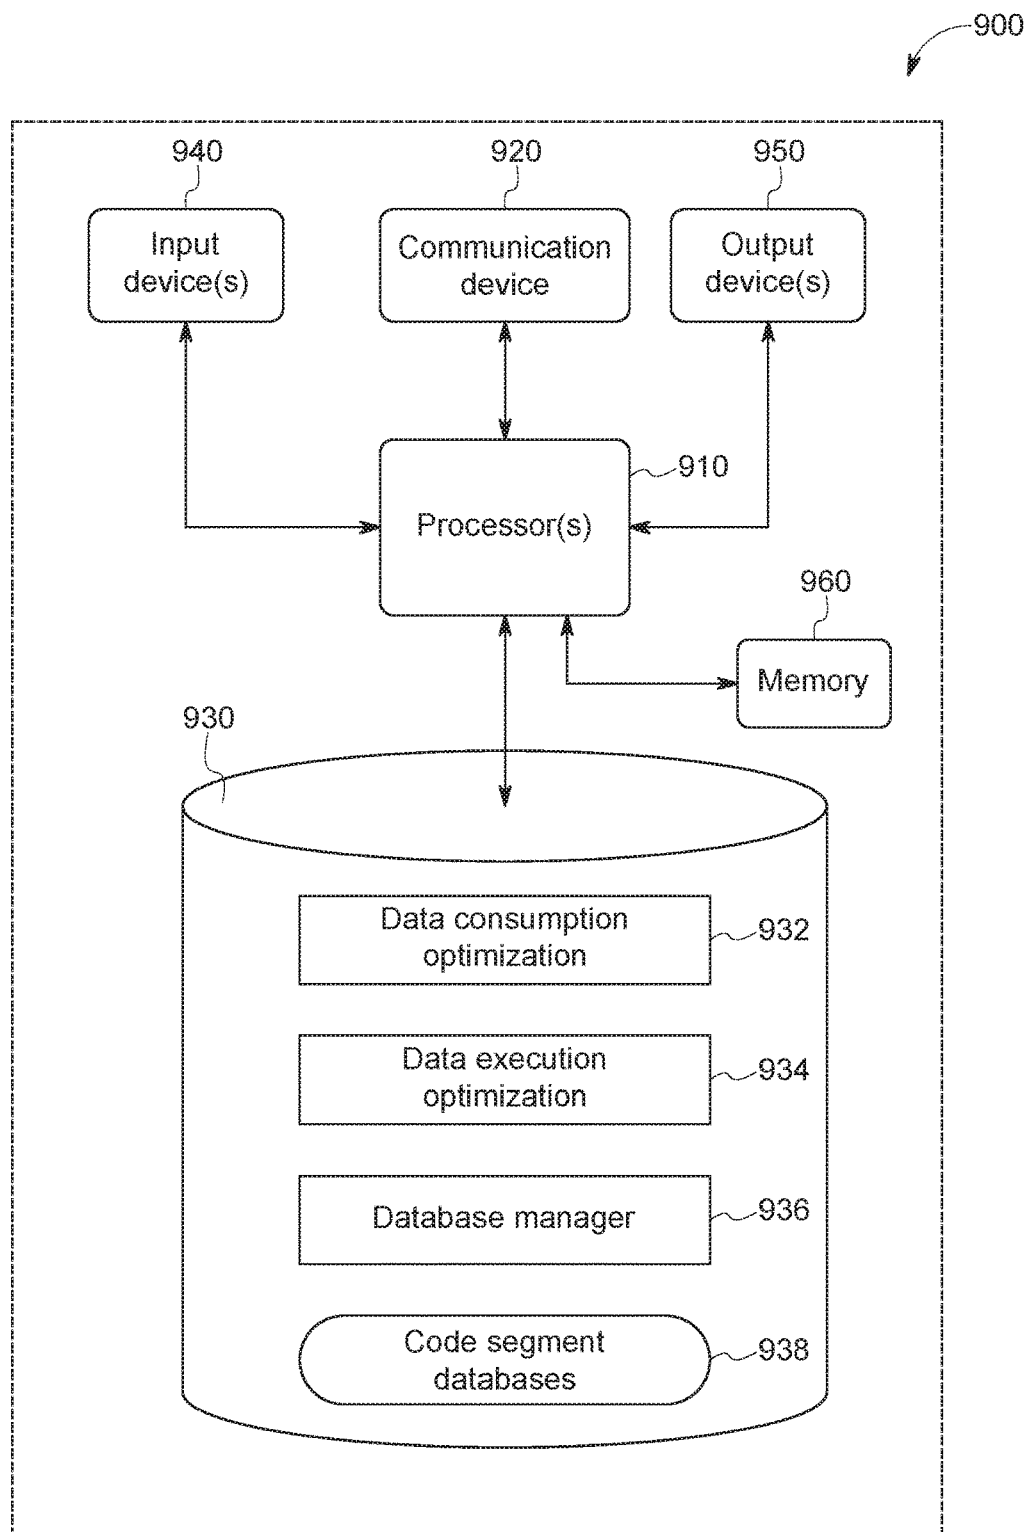 900
940
920
950
Input
device(s)
Communication
device
Output
device(s)
910
Processor(s)
960
Memory
930
Data consumption
optimization
932
Data execution
optimization
934
Database manager
936
Code segment
databases
938